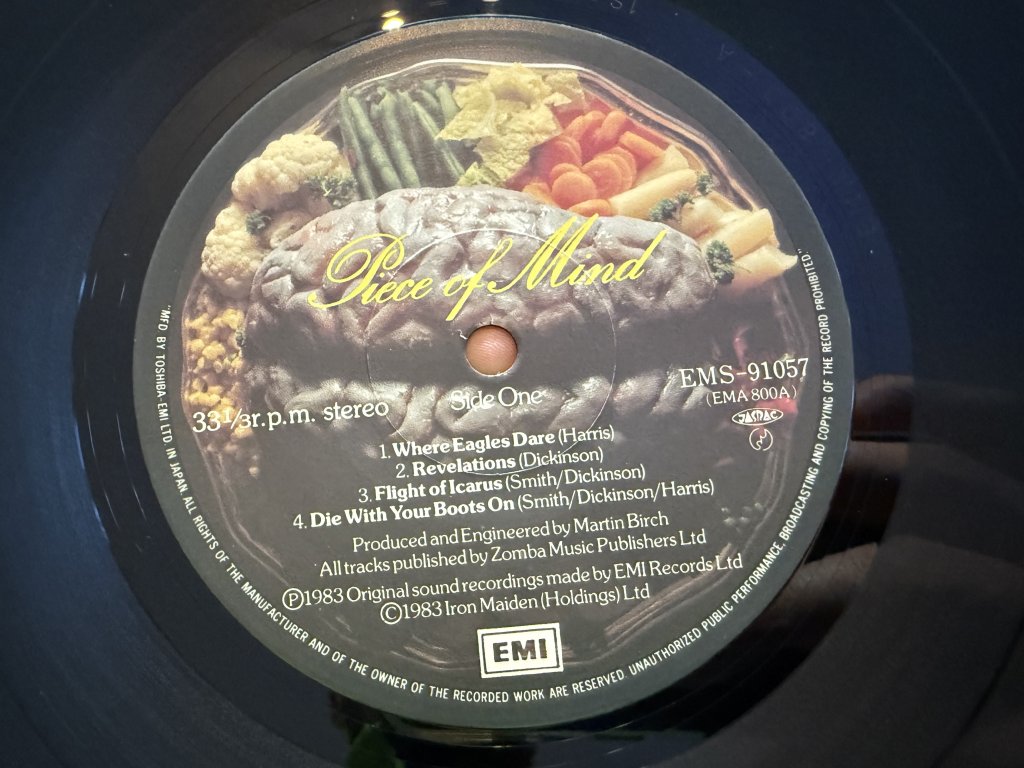 Piece of Mind
Side One
33⅓r.p.m. stereo
EMS-91057
(EMA 800A)
JASRAC
1. Where Eagles Dare (Harris)
2. Revelations (Dickinson)
3. Flight of Icarus (Smith/Dickinson)
4. Die With Your Boots On (Smith/Dickinson/Harris)
Produced and Engineered by Martin Birch
All tracks published by Zomba Music Publishers Ltd
Ⓟ1983 Original sound recordings made by EMI Records Ltd
©1983 Iron Maiden (Holdings) Ltd
EMI
"MFD. BY TOSHIBA-EMI LTD. IN JAPAN. ALL RIGHTS OF THE MANUFACTURER AND OF THE OWNER OF THE RECORDED WORK ARE RESERVED. UNAUTHORIZED PUBLIC PERFORMANCE, BROADCASTING AND COPYING OF THE RECORD PROHIBITED."